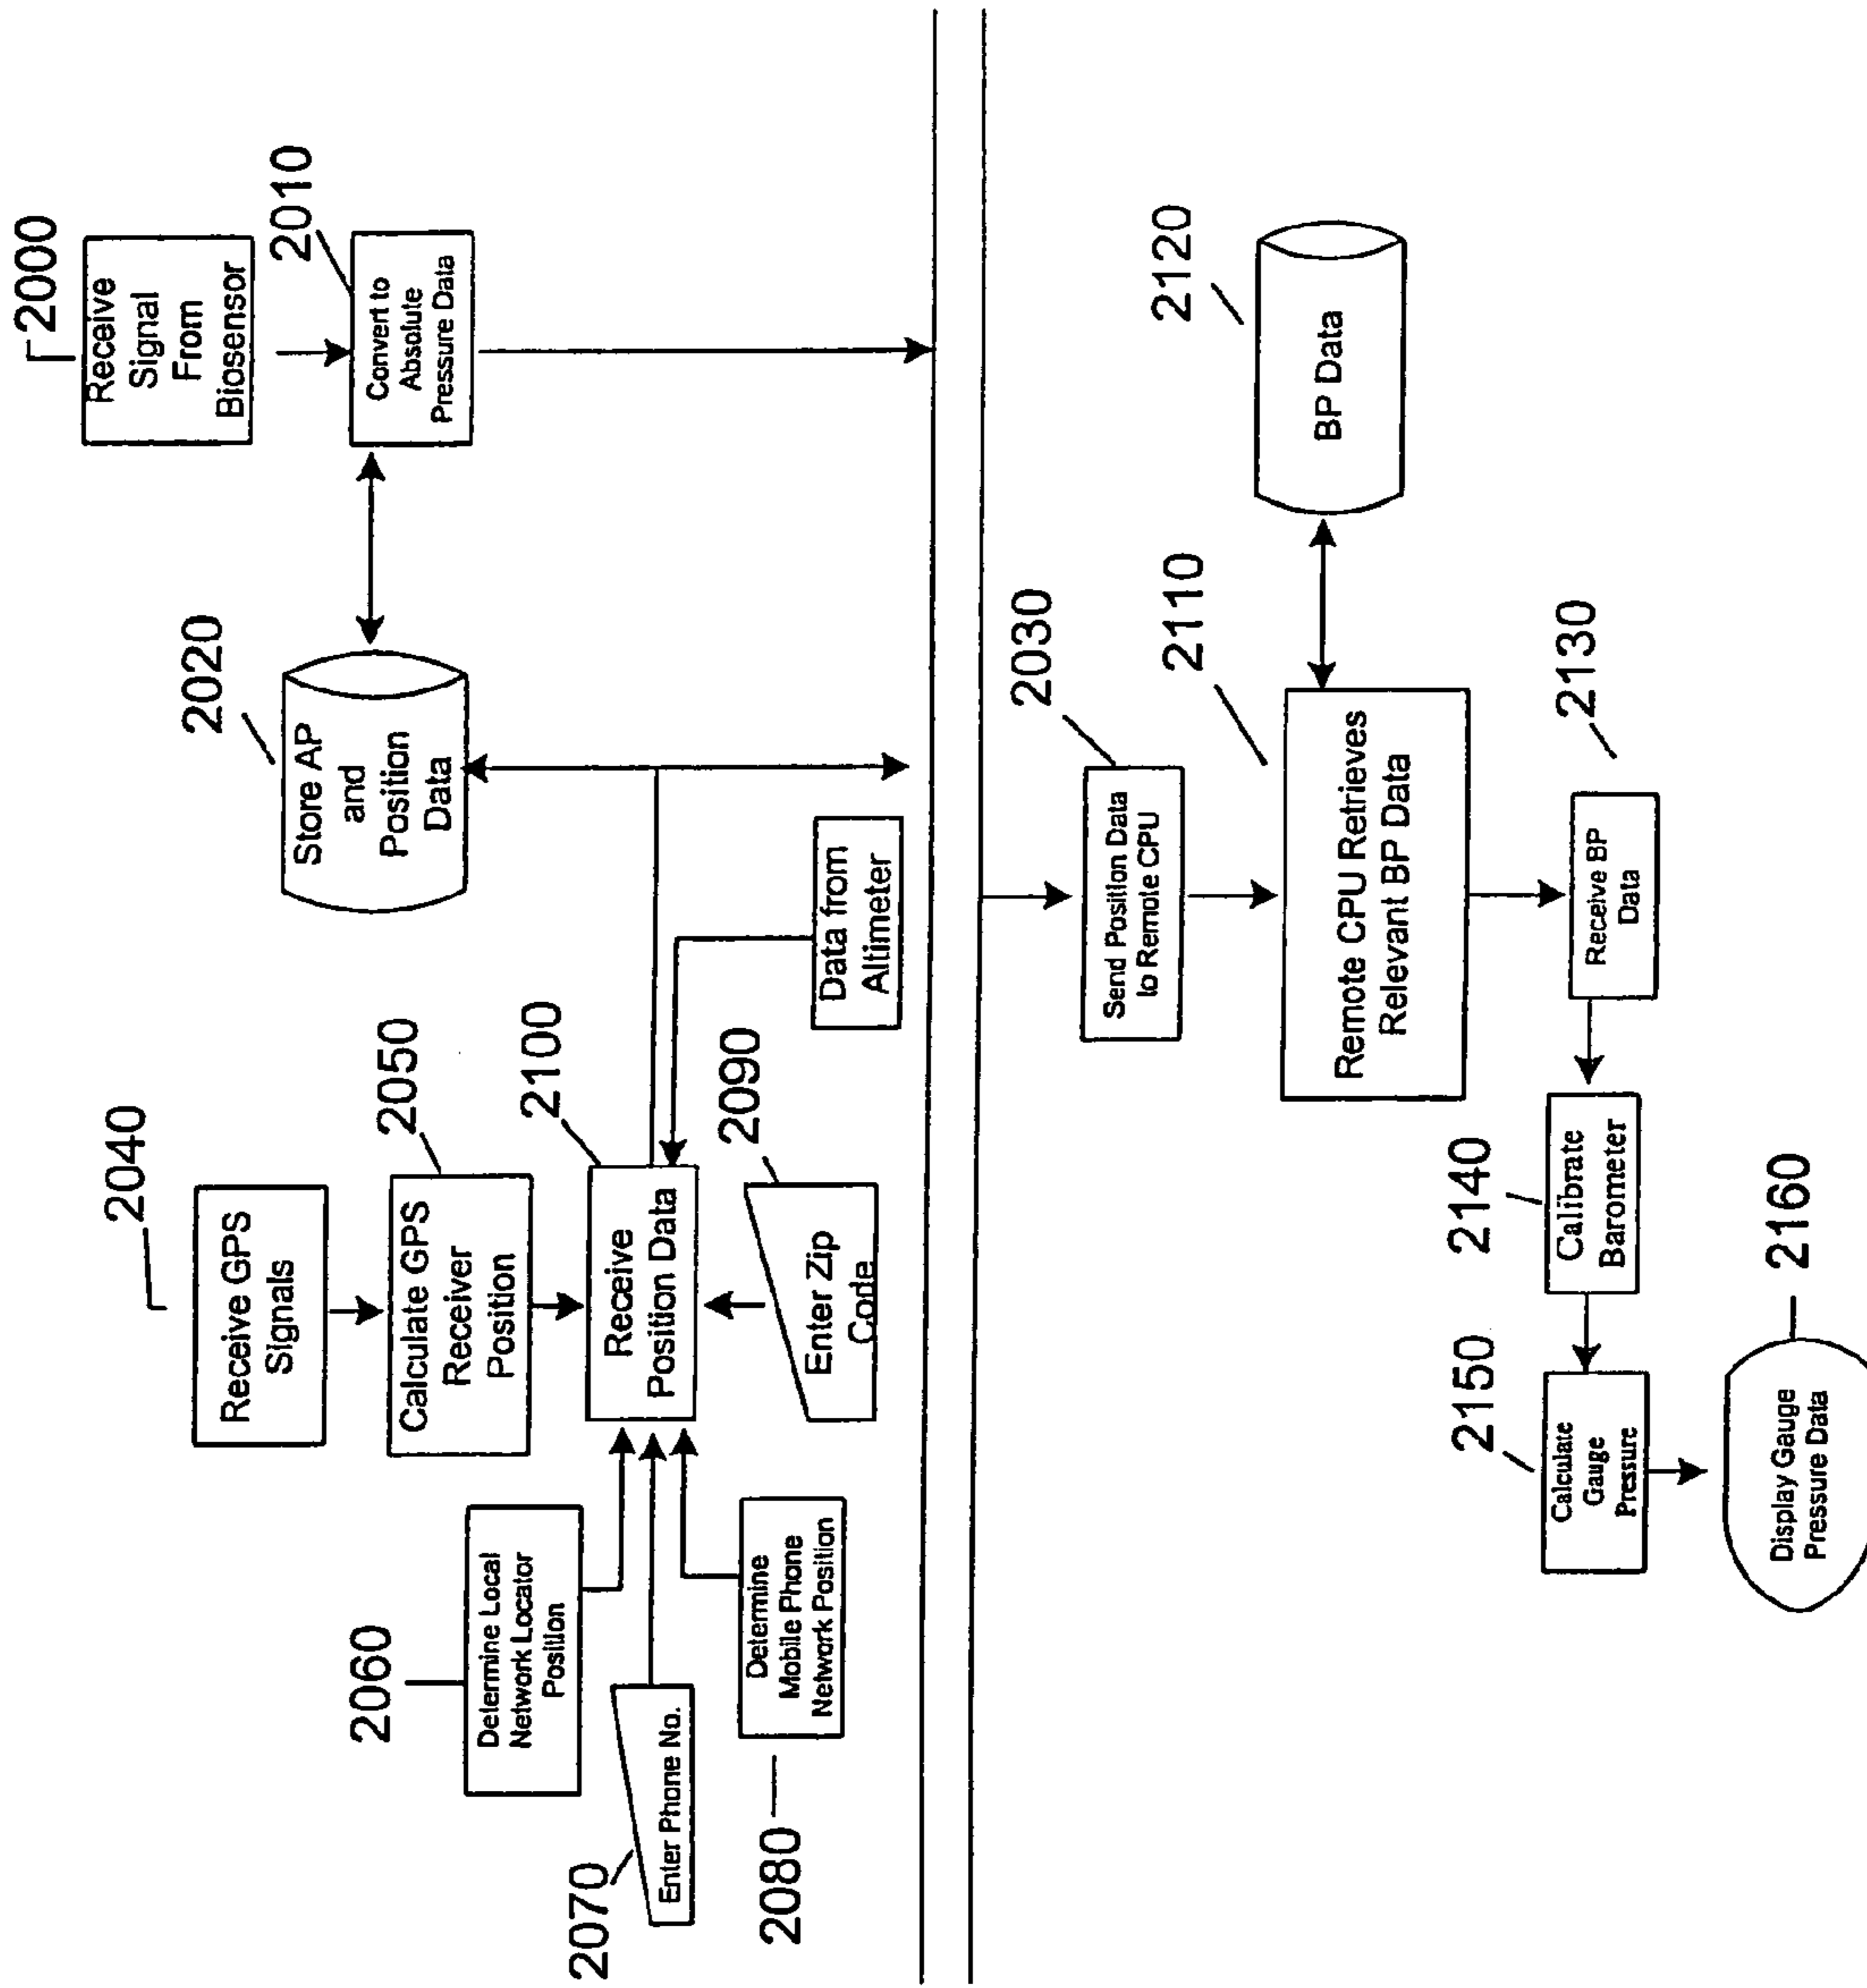 2000
Receive
Signal
From
Biosensor
2010
Convert to
Absolute
Pressure Data
2020
Store AP
and
Position
Data
2040
Receive GPS
Signals
2050
Calculate GPS
Receiver
Position
2100
Receive
Position Data
2060
Determine Local
Network Locator
Position
2070
Enter Phone No.
2080
Determine
Mobile Phone
Network Position
2090
Enter Zip
Code
Data from
Altimeter
2030
Send Position Data
to Remote CPU
2110
Remote CPU Retrieves
Relevant BP Data
2120
BP Data
2130
Receive BP
Data
2140
Calibrate
Barometer
2150
Calculate
Gauge
Pressure
2160
Display Gauge
Pressure Data